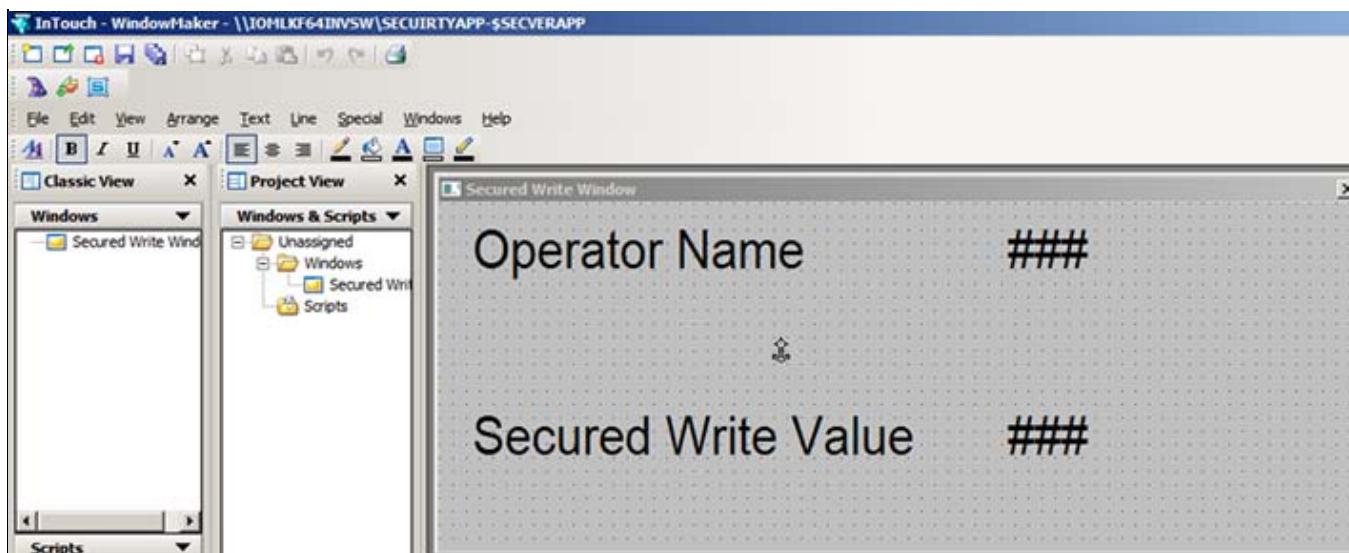 InTouch - WindowMaker - \\IOMLKF64INVSW\SECUIRTYAPP-$SECVERAPP
File Edit View Arrange Text Line Special Windows Help
B I U A A A
Classic View
Project View
Secured Write Window
Windows
Windows & Scripts
Secured Write Wind
Unassigned
Windows
Secured Writ
Scripts
Operator Name ###
Secured Write Value ###
Scripts